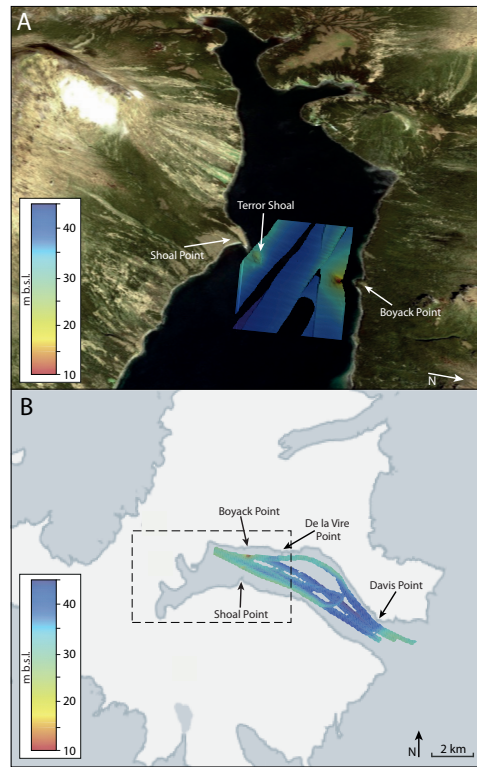 A
Terror Shoal
Shoal Point
Boyack Point
m b.s.l.
40
30
20
10
N
B
Boyack Point
De la Vire
Point
Davis Point
Shoal Point
m b.s.l.
40
30
20
10
N
2 km